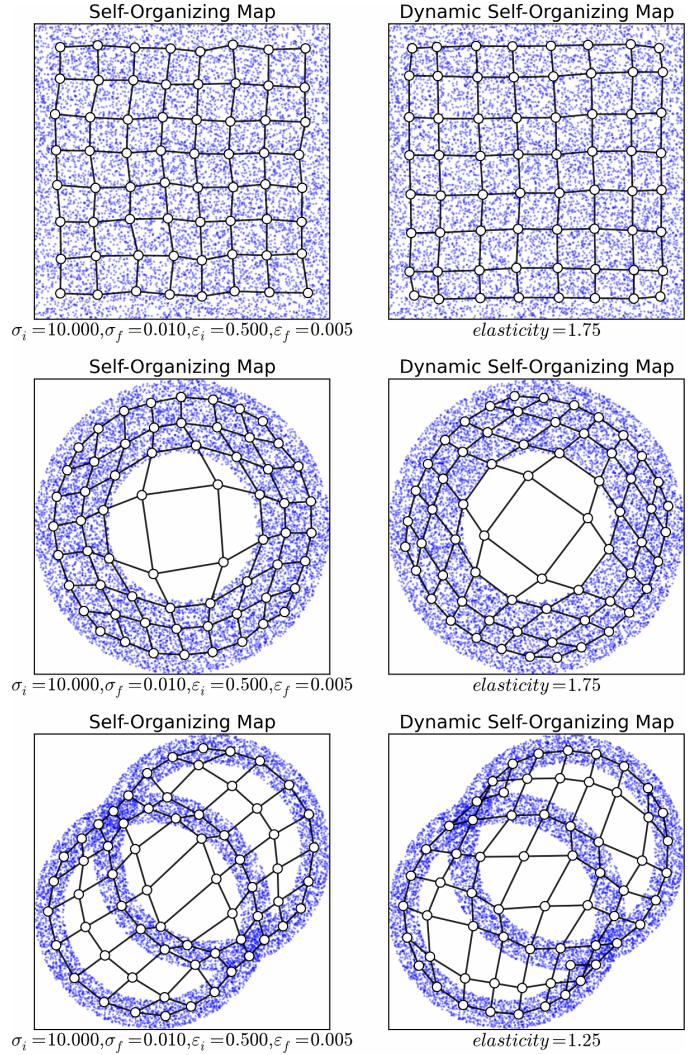 Self-Organizing Map
Dynamic Self-Organizing Map
σi=10.000,σf=0.010,εi=0.500,εf=0.005
elasticity=1.75
Self-Organizing Map
Dynamic Self-Organizing Map
σi=10.000,σf=0.010,εi=0.500,εf=0.005
elasticity=1.75
Self-Organizing Map
Dynamic Self-Organizing Map
σi=10.000,σf=0.010,εi=0.500,εf=0.005
elasticity=1.25